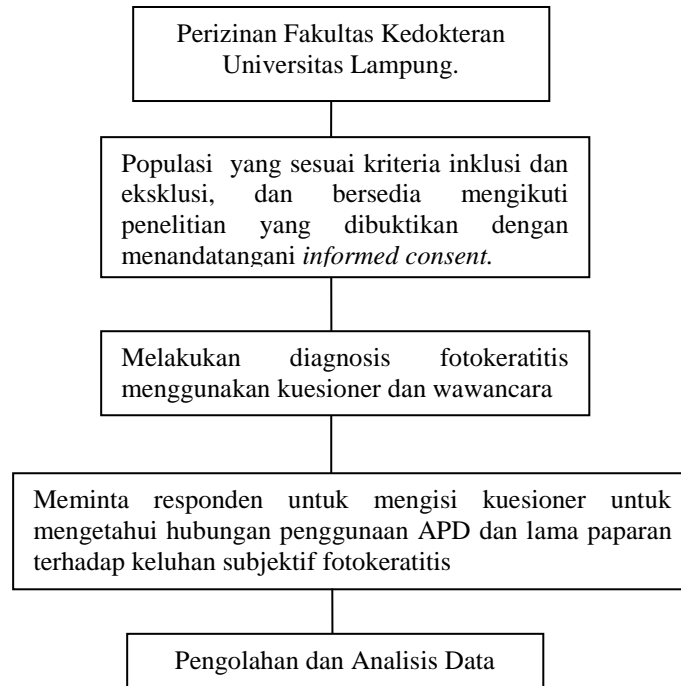 Perizinan Fakultas Kedokteran
Universitas Lampung.
Populasi yang sesuai kriteria inklusi dan
eksklusi, dan bersedia mengikuti
penelitian yang dibuktikan dengan
menandatangani informed consent.
Melakukan diagnosis fotokeratitis
menggunakan kuesioner dan wawancara
Meminta responden untuk mengisi kuesioner untuk
mengetahui hubungan penggunaan APD dan lama paparan
terhadap keluhan subjektif fotokeratitis
Pengolahan dan Analisis Data